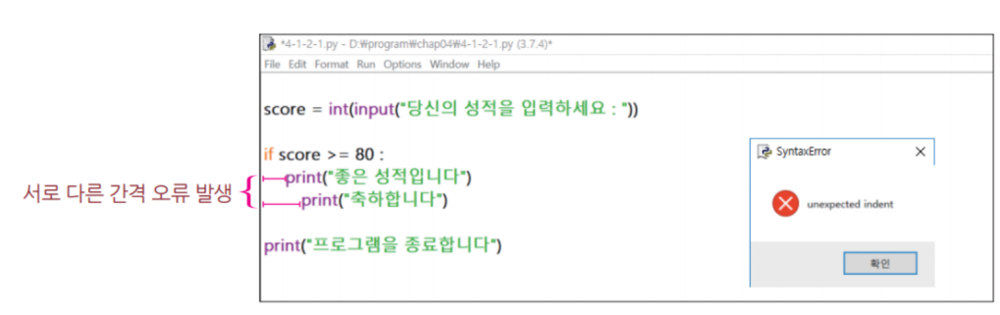 *4-1-2-1.py - D:₩program₩chap04₩4-1-2-1.py (3.7.4)*
File Edit Format Run Options Window Help
score = int(input("당신의 성적을 입력하세요 : "))
if score >= 80 :
print("좋은 성적입니다")
print("축하합니다")
print("프로그램을 종료합니다")
서로 다른 간격 오류 발생
SyntaxError
unexpected indent
확인